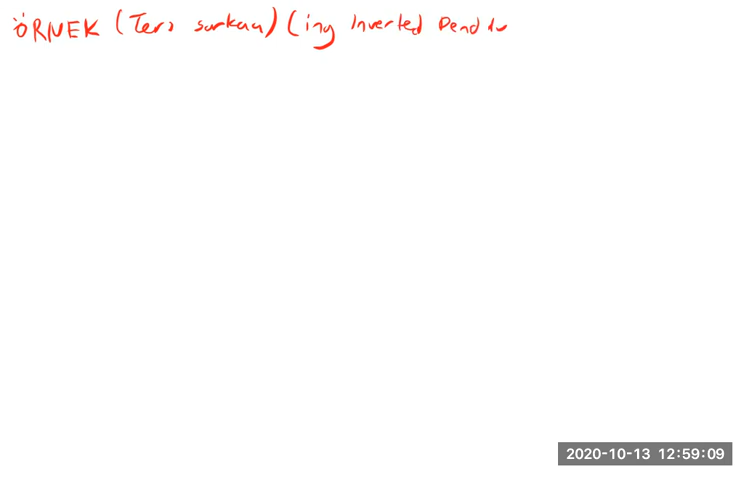 ÖRNEK (Ters sarkaç) (ing Inverted Pendu
2020-10-13 12:59:09